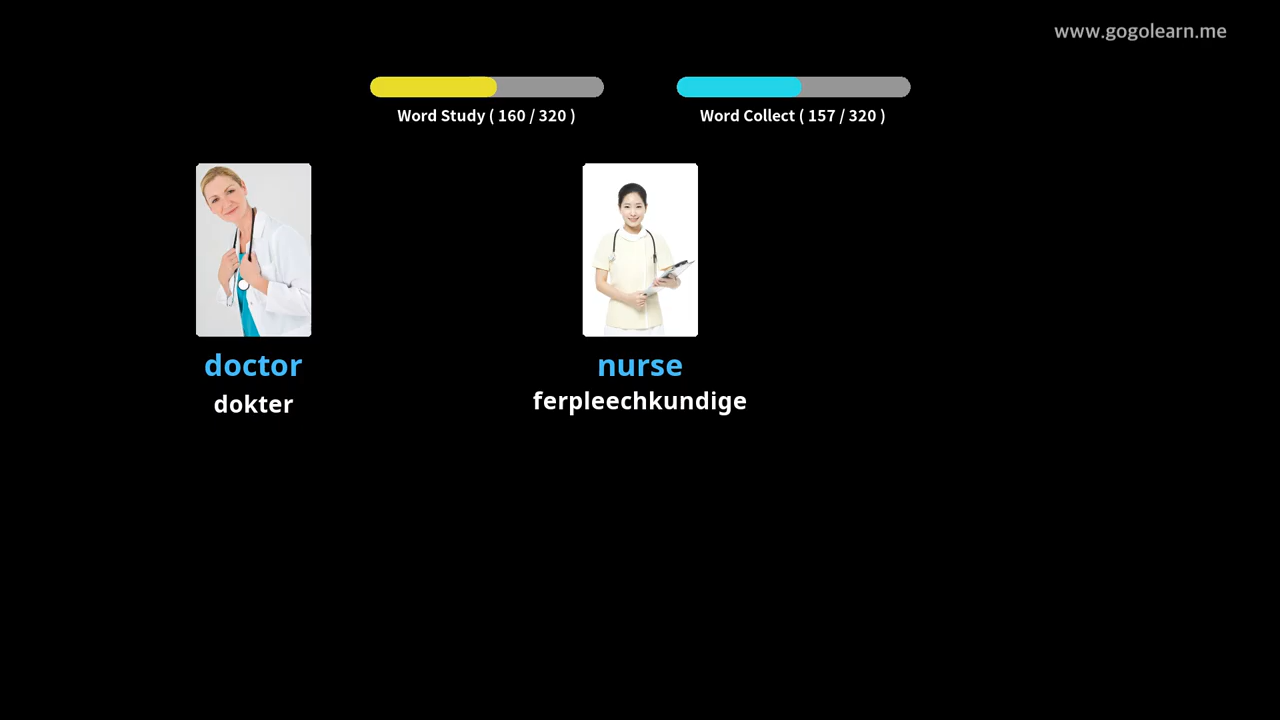 www.gogolearn.me
Word Study ( 160 / 320 )
Word Collect ( 157 / 320 )
doctor
dokter
nurse
ferpleechkundige